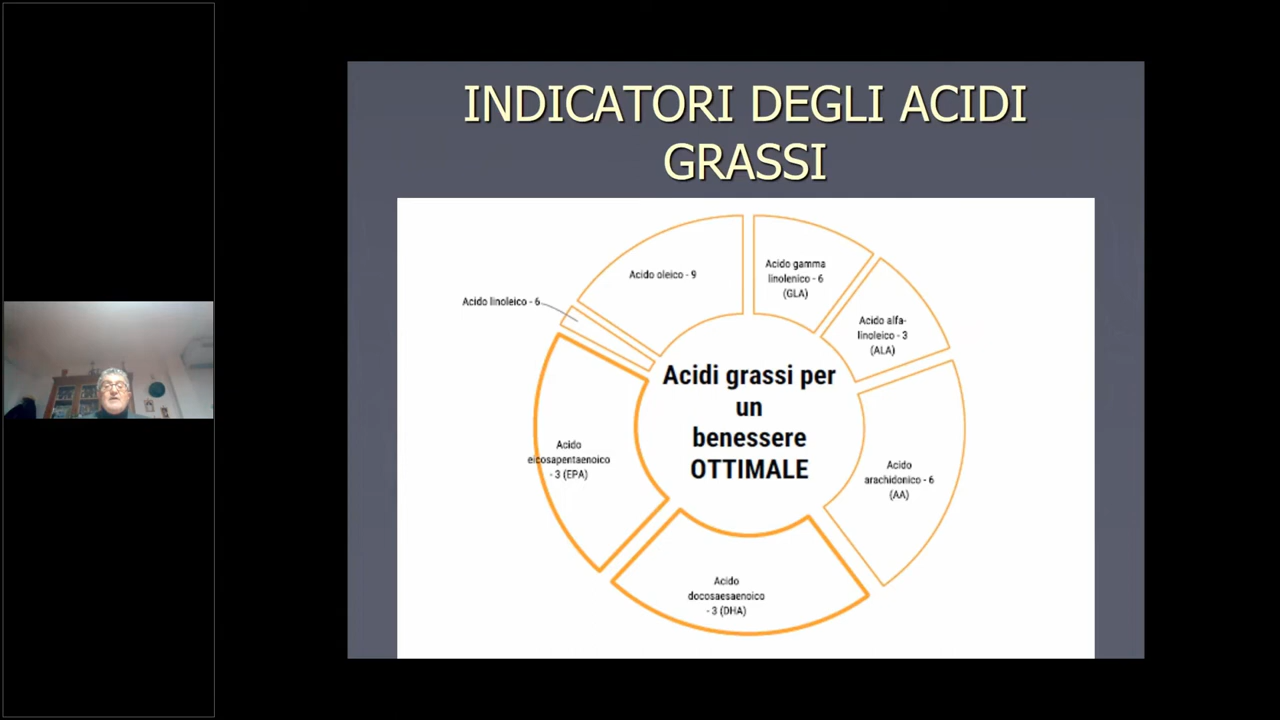 INDICATORI DEGLI ACIDI
GRASSI
Acido oleico - 9
Acido gamma
linolenico - 6
(GLA)
Acido linoleico - 6
Acido alfa-
linoleico - 3
(ALA)
Acidi grassi per
un
benessere
OTTIMALE
Acido
eicosapentaenoico
- 3 (EPA)
Acido
arachidonico - 6
(AA)
Acido
docosaesaenoico
- 3 (DHA)